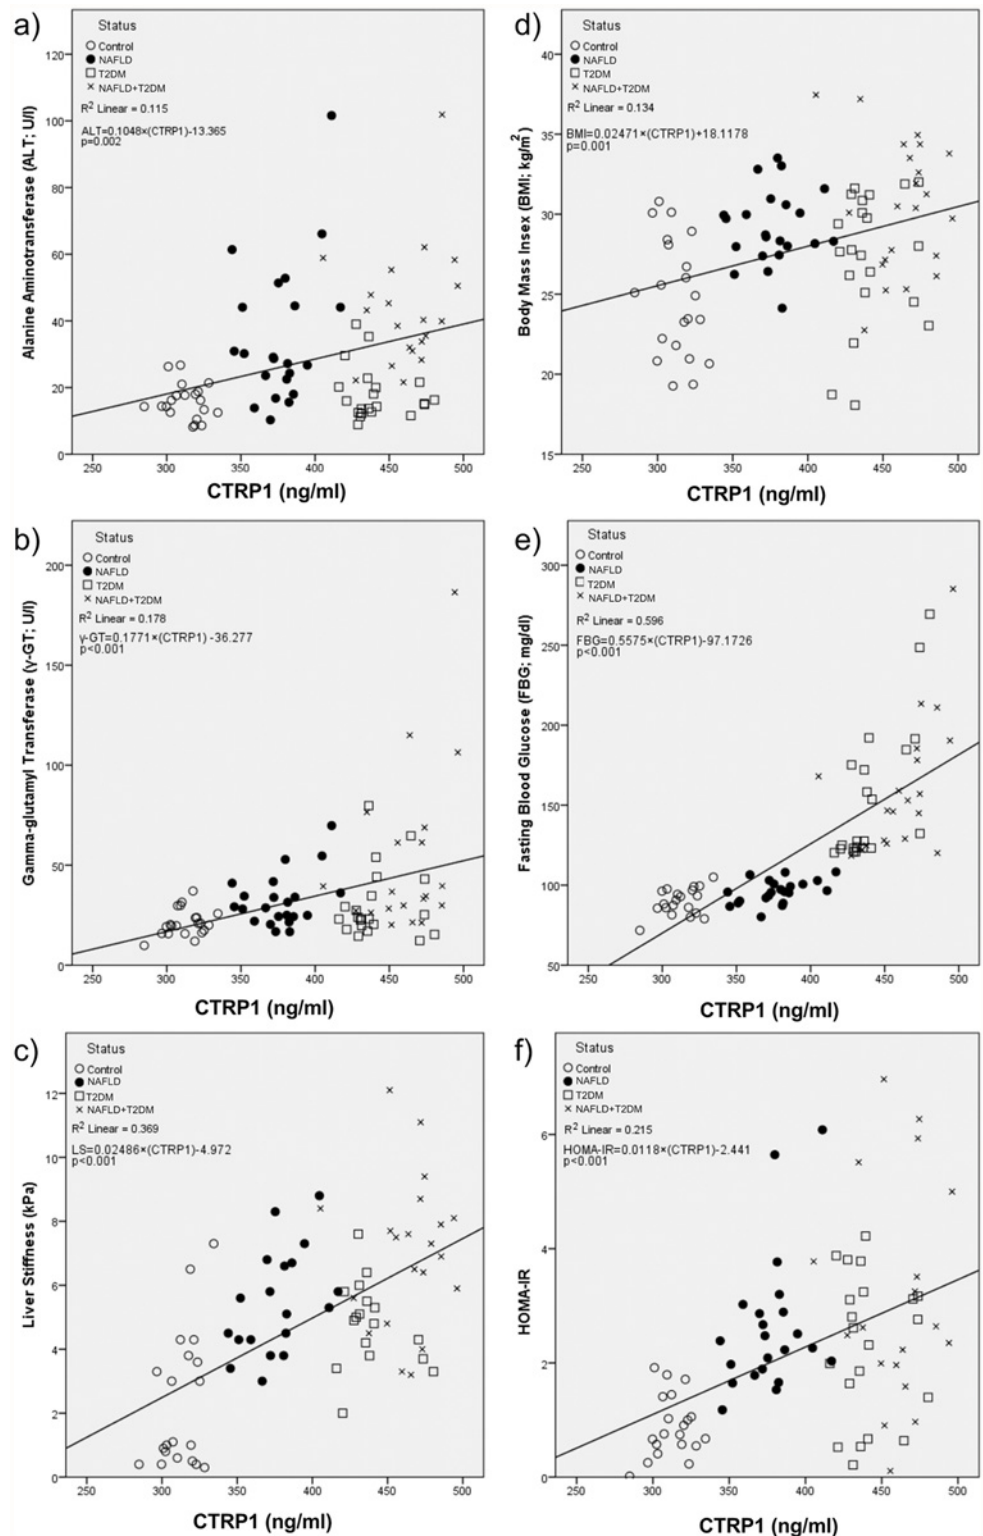 a)
Status
Control
NAFLD
T2DM
NAFLD+T2DM
R² Linear = 0.115
ALT=0.1048×(CTRP1)-13.365
p=0.002
Alanine Aminotransferase (ALT; U/l)
120
100
80
60
40
20
0
250 300 350 400 450 500
CTRP1 (ng/ml)
d)
Status
Control
NAFLD
T2DM
NAFLD+T2DM
R² Linear = 0.134
BMI=0.02471×(CTRP1)+18.1178
p=0.001
Body Mass Insex (BMI; kg/m²)
40
35
30
25
20
15
250 300 350 400 450 500
CTRP1 (ng/ml)
b)
Status
Control
NAFLD
T2DM
NAFLD+T2DM
R² Linear = 0.178
γ-GT=0.1771×(CTRP1) -36.277
p<0.001
Gamma-glutamyl Transferase (γ-GT; U/l)
200
150
100
50
0
250 300 350 400 450 500
CTRP1 (ng/ml)
e)
Status
Control
NAFLD
T2DM
NAFLD+T2DM
R² Linear = 0.596
FBG=0.5575×(CTRP1)-97.1726
p<0.001
Fasting Blood Glucose (FBG; mg/dl)
300
250
200
150
100
50
250 300 350 400 450 500
CTRP1 (ng/ml)
c)
Status
Control
NAFLD
T2DM
NAFLD+T2DM
R² Linear = 0.369
LS=0.02486×(CTRP1)-4.972
p<0.001
Liver Stiffness (kPa)
12
10
8
6
4
2
0
250 300 350 400 450 500
CTRP1 (ng/ml)
f)
Status
Control
NAFLD
T2DM
NAFLD+T2DM
R² Linear = 0.215
HOMA-IR=0.0118×(CTRP1)-2.441
p<0.001
HOMA-IR
6
4
2
0
250 300 350 400 450 500
CTRP1 (ng/ml)